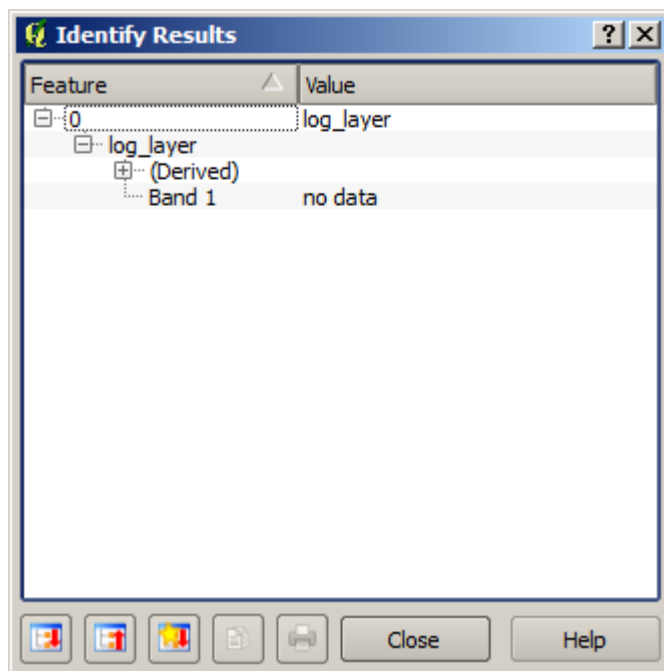 Identify Results
Feature Value
0 log_layer
log_layer
(Derived)
Band 1 no data
Close Help